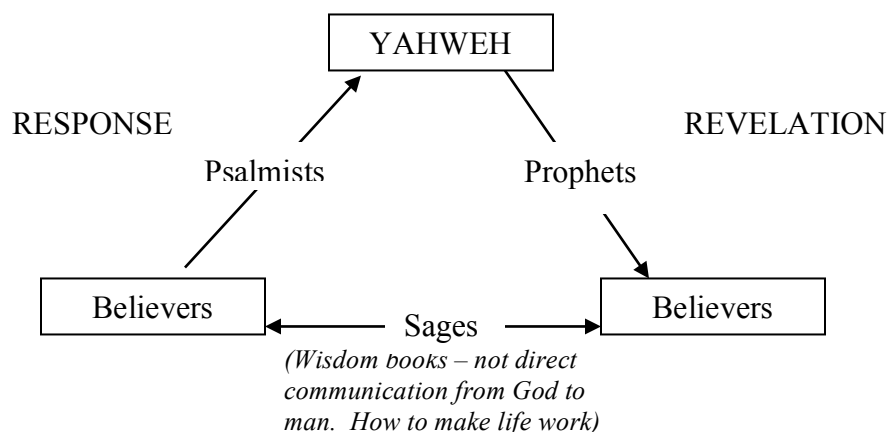 YAHWEH
RESPONSE
REVELATION
Psalmists
Prophets
Believers
Believers
Sages
(Wisdom books – not direct
communication from God to
man. How to make life work)